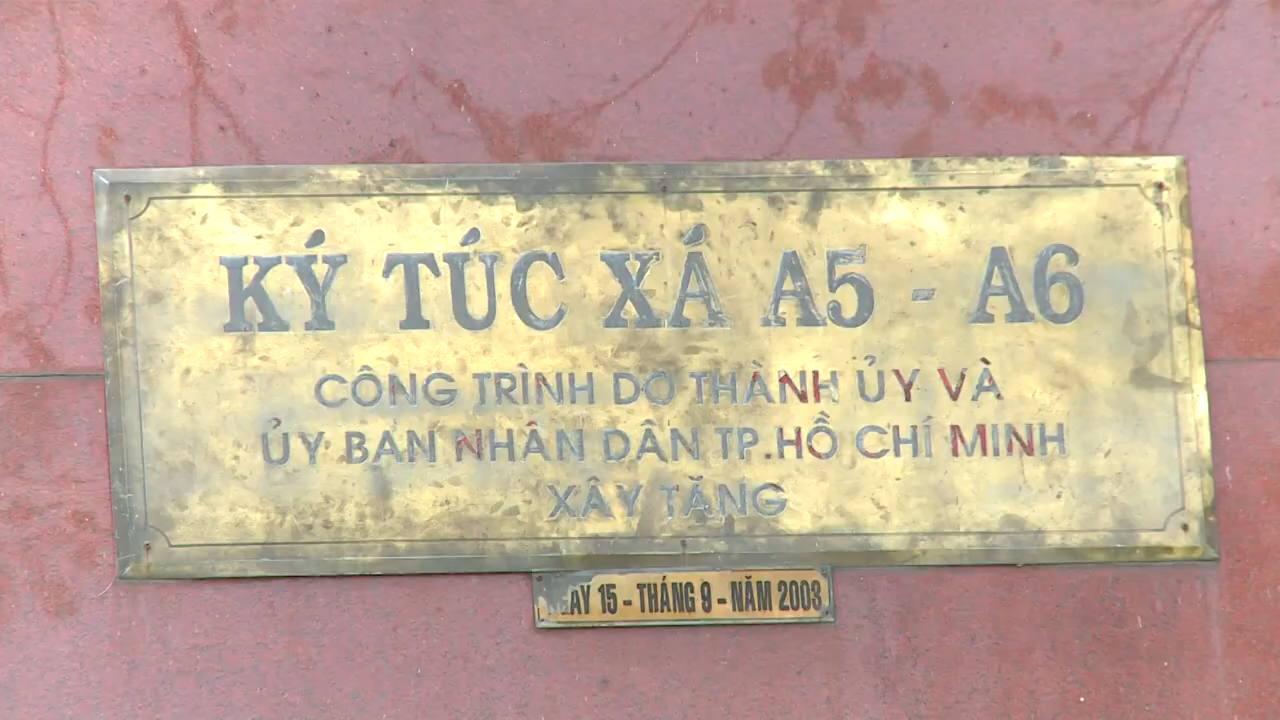 KÝ TÚC XÁ A5 - A6
CÔNG TRÌNH DO THÀNH ỦY VÀ
ỦY BAN NHÂN DÂN TP.HỒ CHÍ MINH
XÂY TẶNG
15 - THÁNG 9 - NĂM 2003